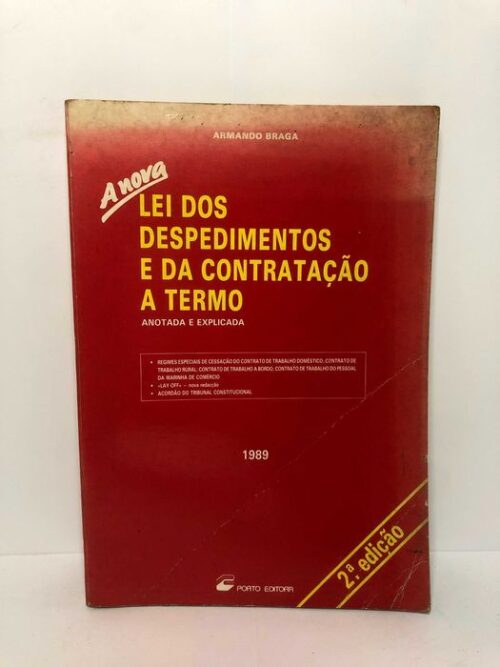 ARMANDO BRAGA
A nova
LEI DOS
DESPEDIMENTOS
E DA CONTRATAÇÃO
A TERMO
ANOTADA E EXPLICADA
• REGIMES ESPECIAIS DE CESSAÇÃO DO CONTRATO DE TRABALHO DOMÉSTICO, CONTRATO DE
TRABALHO RURAL; CONTRATO DE TRABALHO A BORDO; CONTRATO DE TRABALHO DO PESSOAL
DA MARINHA DE COMÉRCIO
• «LAY-OFF» – nova redacção
• ACORDÃO DO TRIBUNAL CONSTITUCIONAL
1989
2.ª edição
PORTO EDITORA